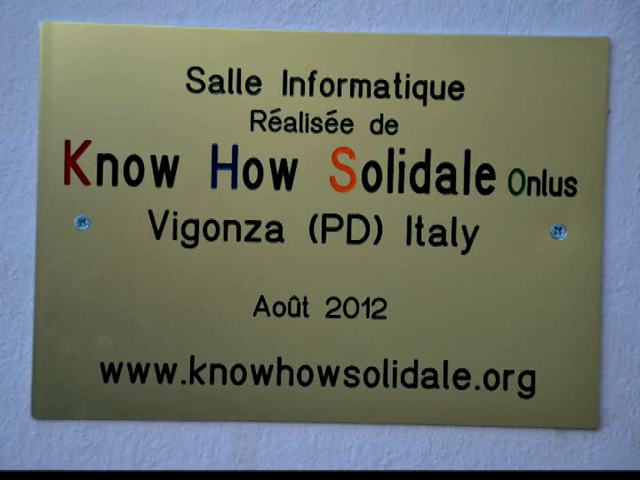 Salle Informatique
Réalisée de
Know How Solidale Onlus
Vigonza (PD) Italy
Août 2012
www.knowhowsolidale.org